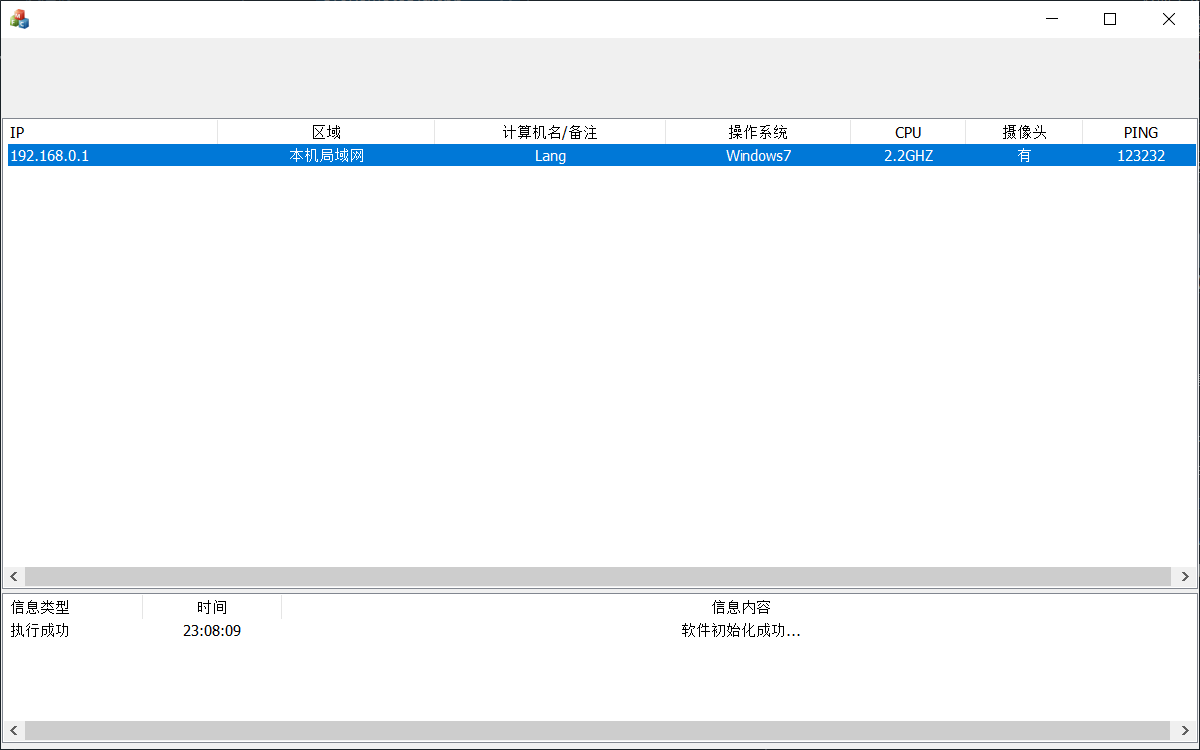 IP 区域 计算机名/备注 操作系统 CPU 摄像头 PING
192.168.0.1 本机局域网 Lang Windows7 2.2GHZ 有 123232
信息类型 时间 信息内容
执行成功 23:08:09 软件初始化成功...